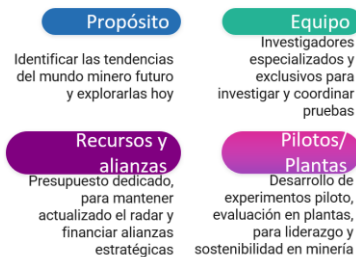 Propósito
Identificar las tendencias
del mundo minero futuro
y explorarlas hoy
Equipo
Investigadores
especializados y
exclusivos para
investigar y coordinar
pruebas
Recursos y
alianzas
Presupuesto dedicado,
para mantener
actualizado el radar y
financiar alianzas
estratégicas
Pilotos/
Plantas
Desarrollo de
experimentos piloto,
evaluación en plantas,
para liderazgo y
sostenibilidad en minería